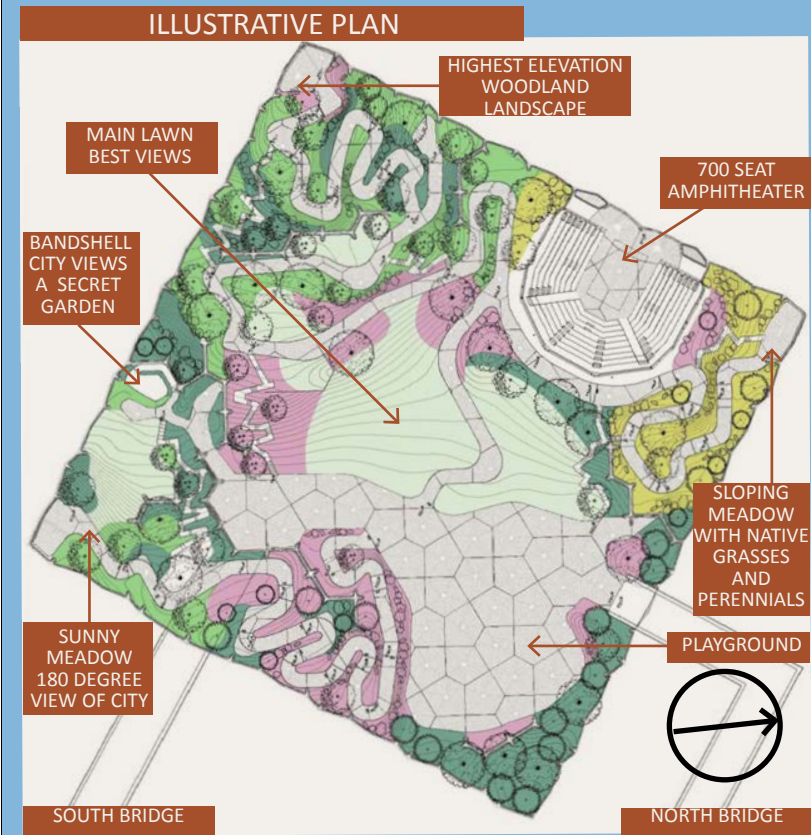 ILLUSTRATIVE PLAN
HIGHEST ELEVATION
WOODLAND
LANDSCAPE
MAIN LAWN
BEST VIEWS
700 SEAT
AMPHITHEATER
BANDSHELL
CITY VIEWS
A SECRET
GARDEN
SLOPING
MEADOW
WITH NATIVE
GRASSES
AND
PERENNIALS
SUNNY
MEADOW
180 DEGREE
VIEW OF CITY
PLAYGROUND
SOUTH BRIDGE
NORTH BRIDGE